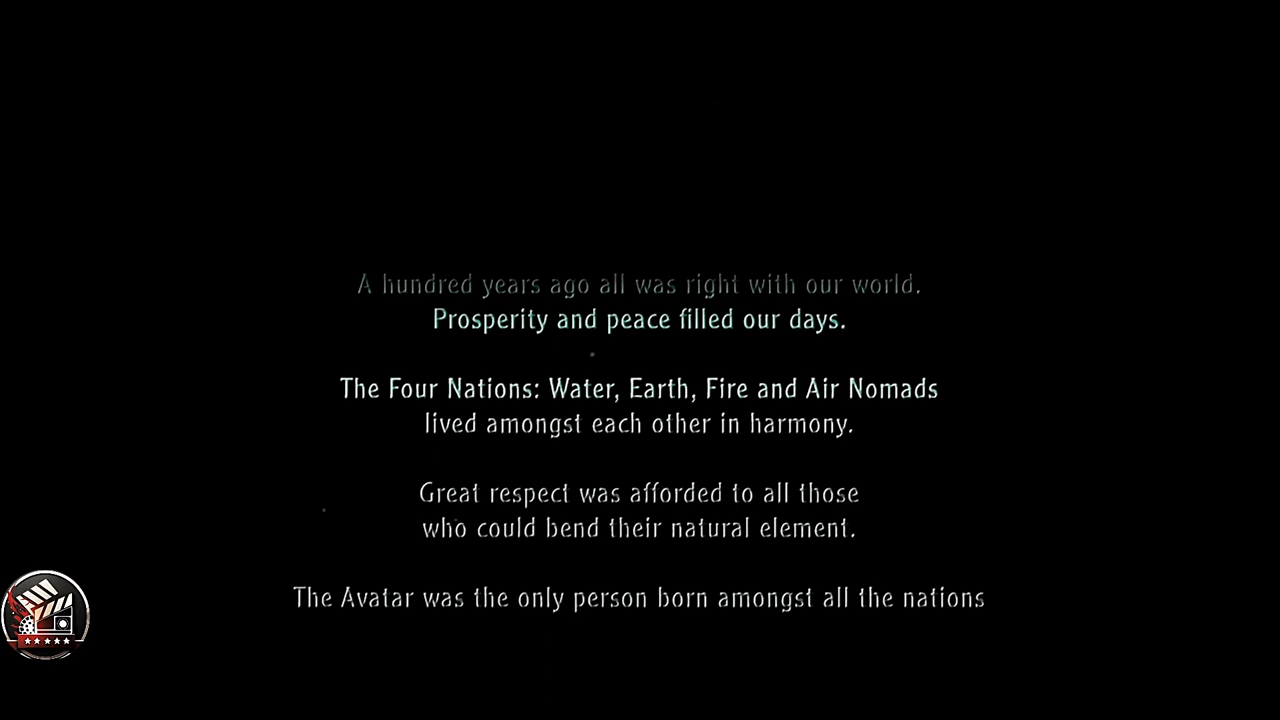 A hundred years ago all was right with our world.
Prosperity and peace filled our days.
The Four Nations: Water, Earth, Fire and Air Nomads
lived amongst each other in harmony.
Great respect was afforded to all those
who could bend their natural element.
The Avatar was the only person born amongst all the nations